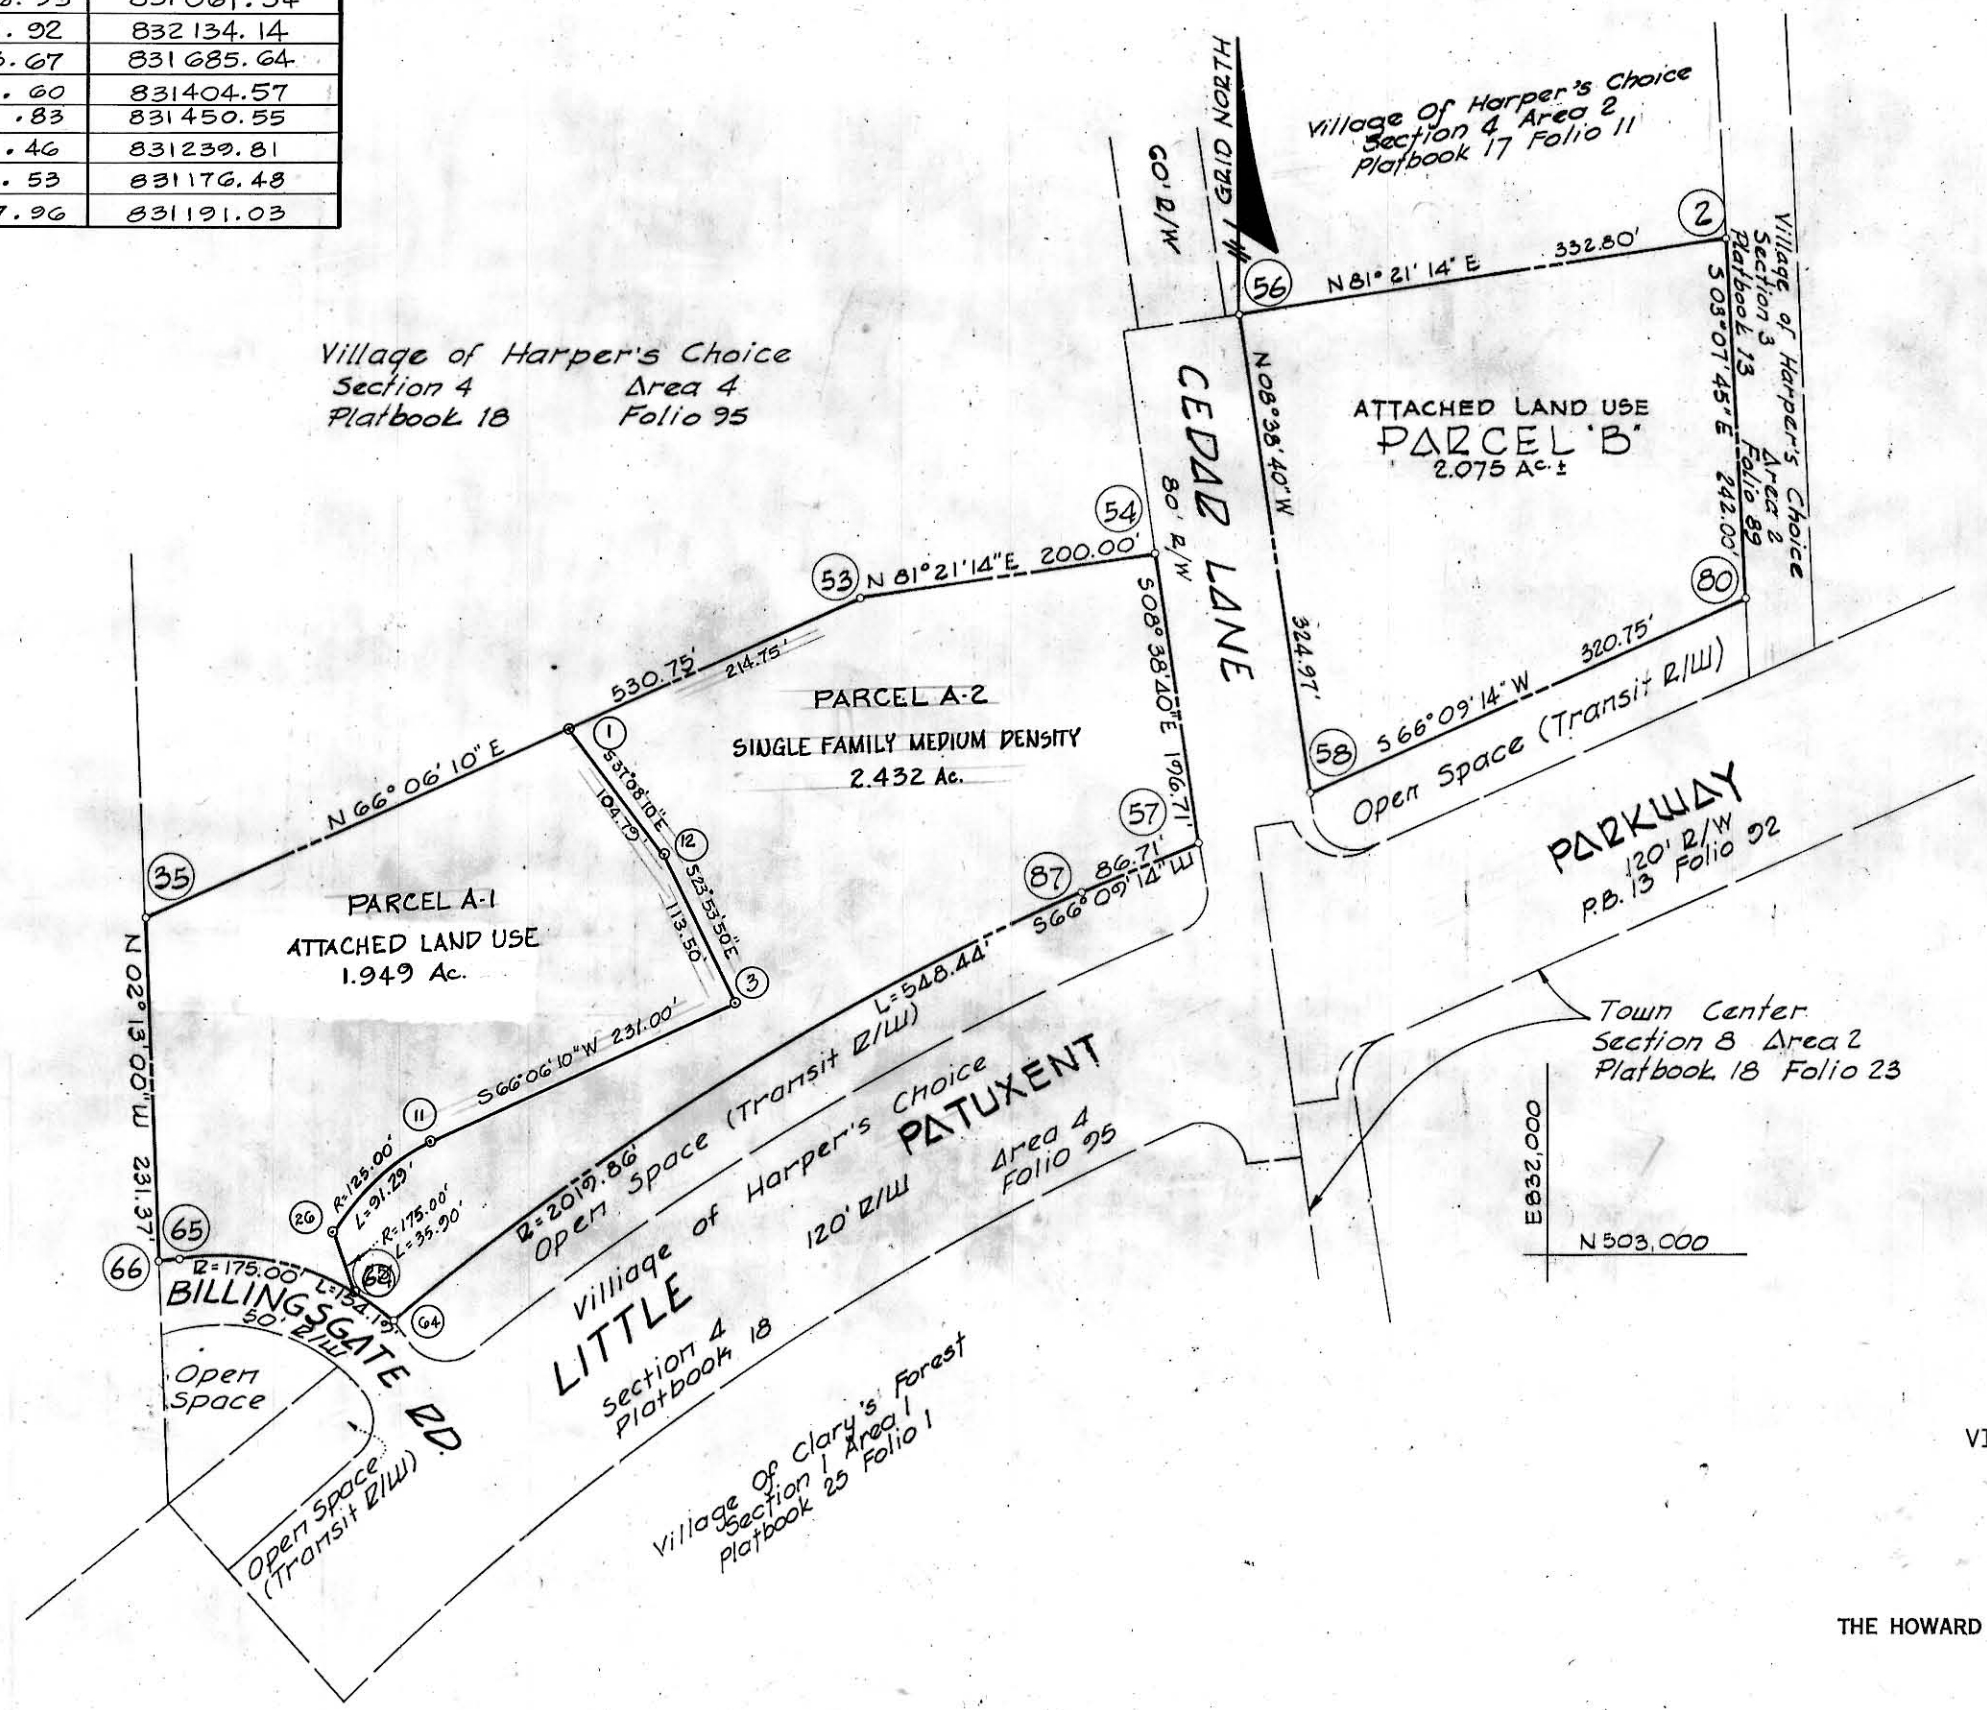 831061.54
.92 832134.14
.67 831685.64
.60 831404.57
.83 831450.55
.46 831239.81
.53 831176.48
7.96 831191.03
GRID NORTH
60' R/W
Village Of Harper's Choice
Section 4 Area 2
Platbook 17 Folio 11
2
56
N 81° 21' 14" E 332.80'
Village of Harper's Choice
Section 3 Area 2
Platbook 13 Folio 89
S 03° 07' 45" E 242.00'
Village of Harper's Choice
Section 4 Area 4
Platbook 18 Folio 95
CEDAR LANE
80' R/W
N 08° 38' 40" W 324.97'
ATTACHED LAND USE
PARCEL "B"
2.075 Ac. ±
54
53
N 81° 21' 14" E 200.00'
80
S 66° 09' 14" W 320.75'
58
Open Space (Transit R/W)
S 08° 38' 40" E 196.71'
530.75'
214.75'
PARCEL A-2
SINGLE FAMILY MEDIUM DENSITY
2.432 Ac.
1
S 37° 08' 10" E
104.79'
12
S 23° 53' 50" E
113.50'
3
57
87
86.71'
S 66° 09' 14" W
PARKWAY
120' R/W
P.B. 13 Folio 92
N 66° 06' 10" E
35
PARCEL A-1
ATTACHED LAND USE
1.949 Ac.
N 02° 13' 00" W 231.37'
S 66° 06' 10" W 231.00'
11
L=548.44'
R=2019.86'
Open Space (Transit R/W)
Town Center
Section 8 Area 2
Platbook 18 Folio 23
E 832,000
N 503,000
R=125.00'
L=91.29'
26
R=175.00'
L=35.90'
65
66
R=175.00' L=154.19'
64
BILLINGSGATE RD.
50' R/W
Villiage of Harper's Choice
LITTLE PATUXENT
120' R/W
Section 4 Area 4
Platbook 18 Folio 95
Open
Space
Open Space
(Transit R/W)
Village Of Clary's Forest
Section 1 Area 1
Platbook 25 Folio 1
VI
THE HOWARD